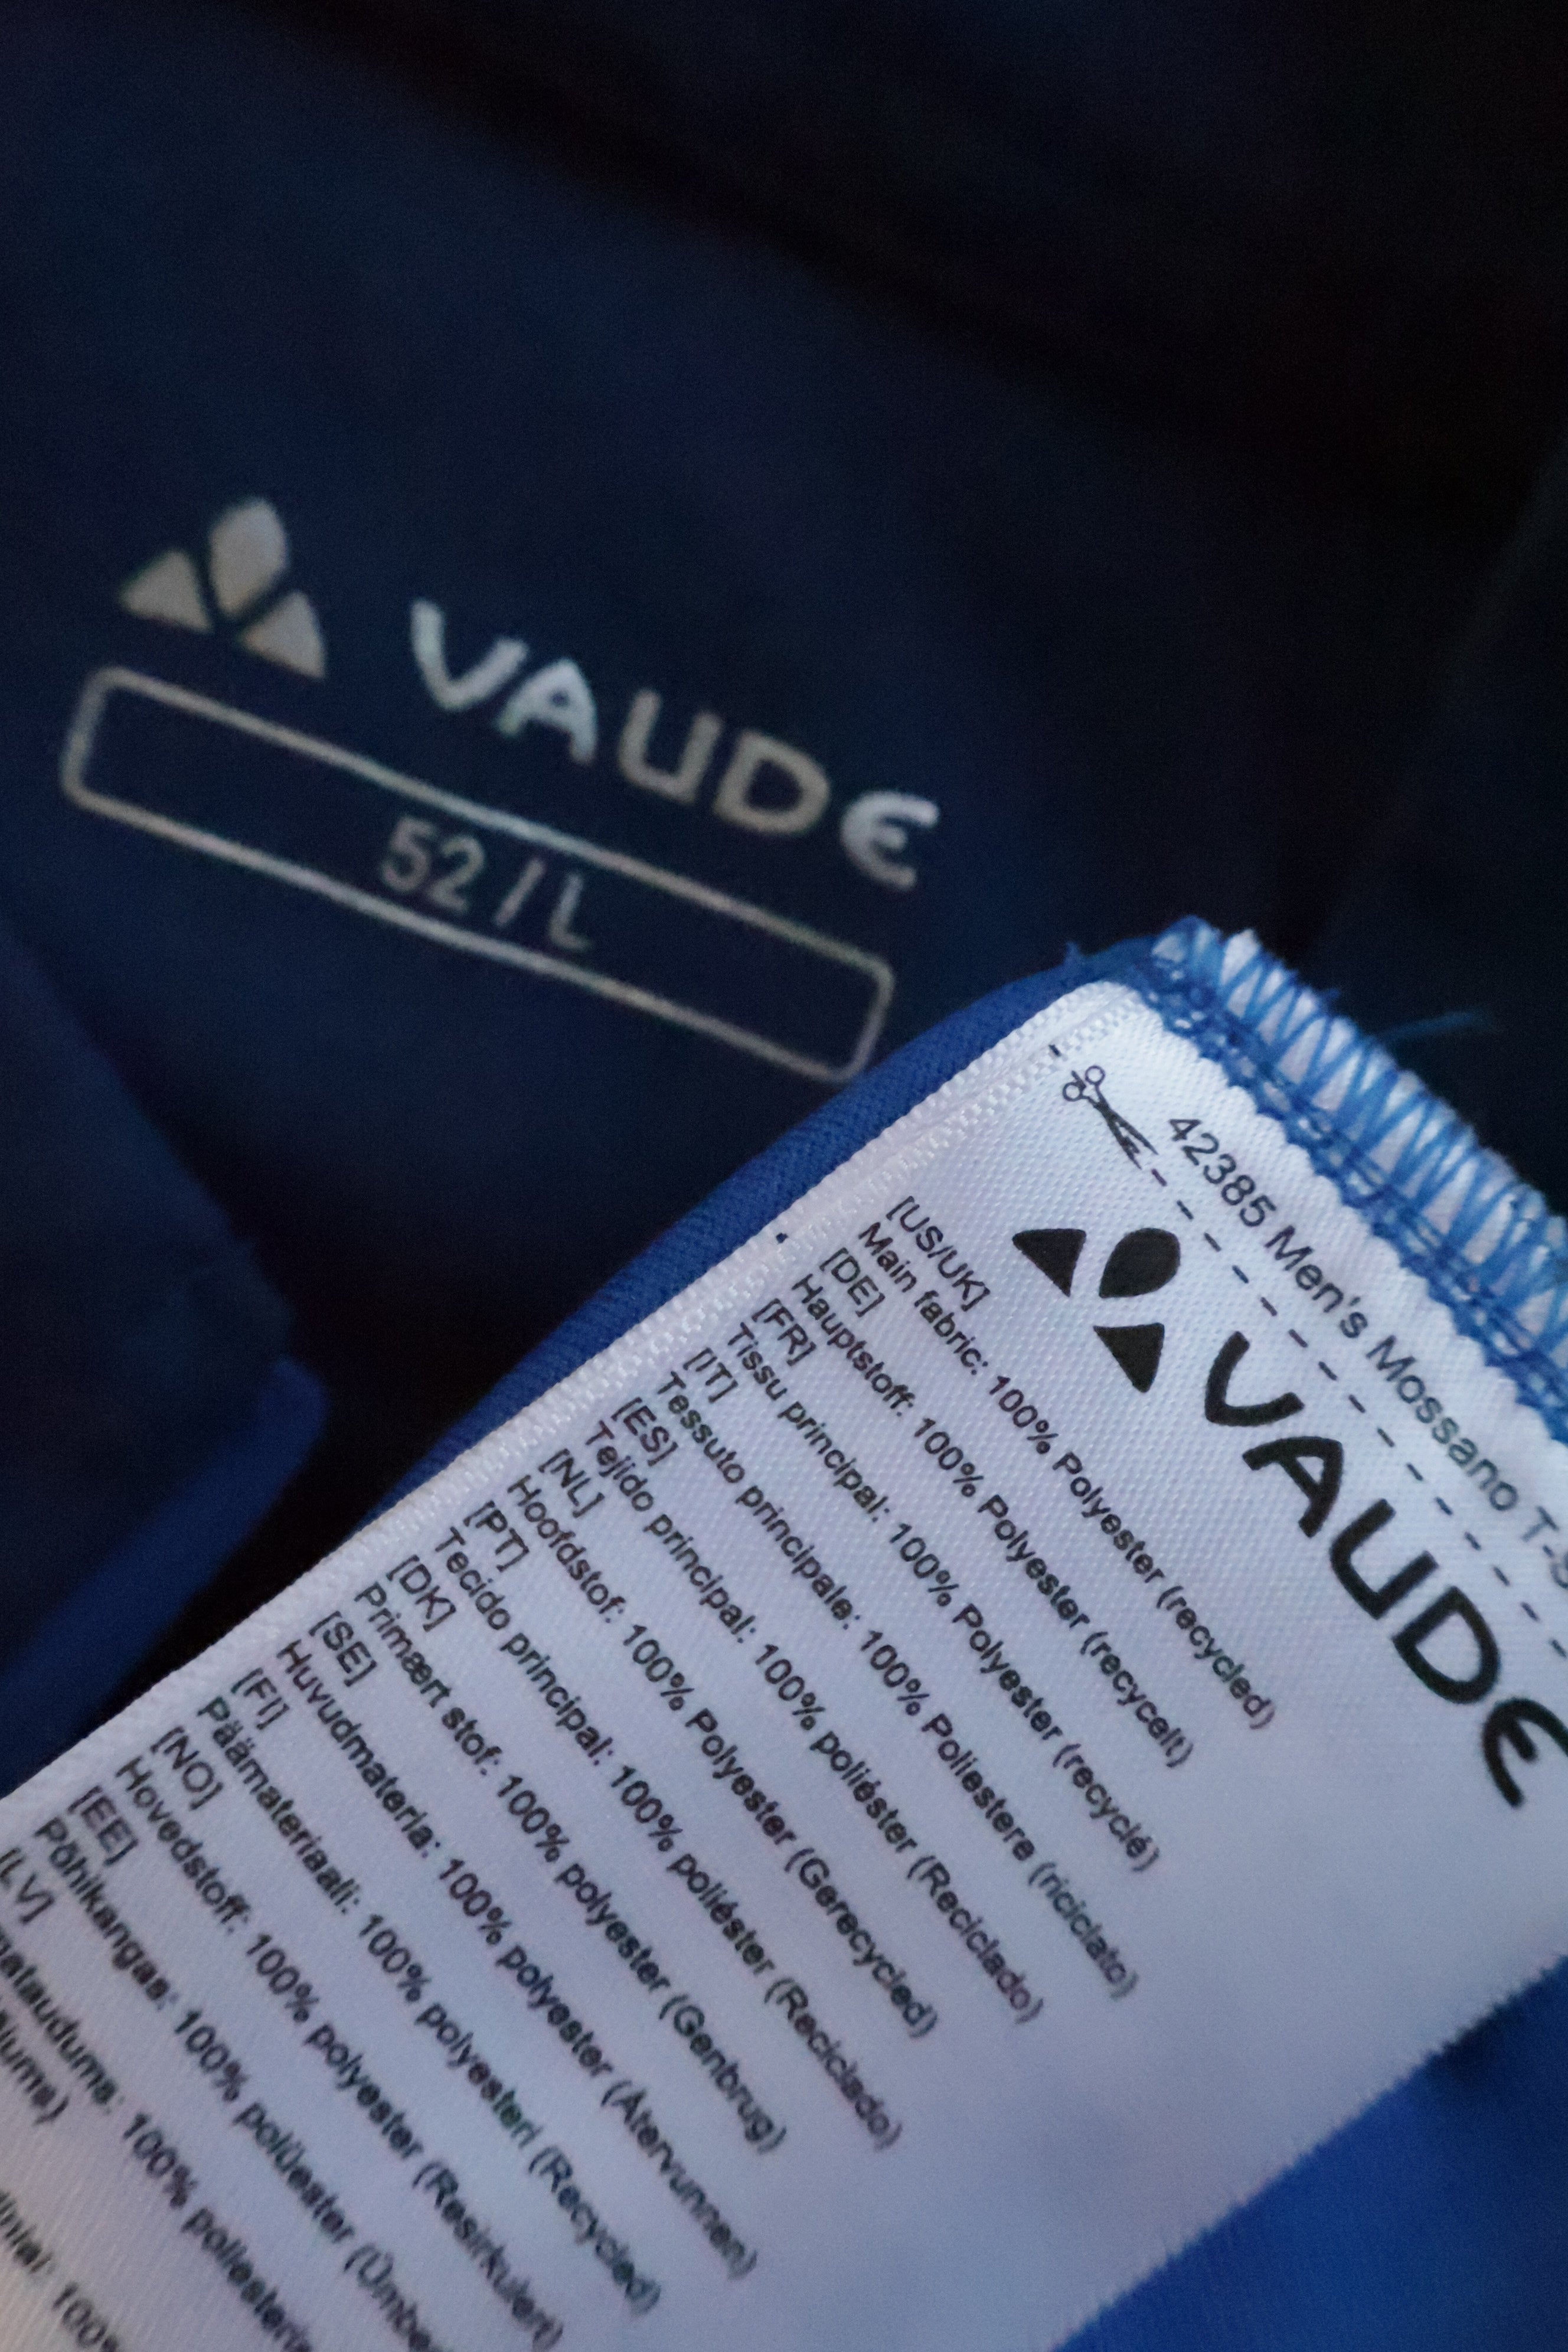 VAUDE
52 / L
42385 Men's Mossano
VAUDE
[US/UK]
Main fabric: 100% Polyester (recycled)
[DE]
Hauptstoff: 100% Polyester (recycelt)
[FR]
Tissu principal: 100% Polyester (recyclé)
[IT]
Tessuto principale: 100% Poliestere (riciclato)
[ES]
Tejido principal: 100% poliéster (Reciclado)
[NL]
Hoofdstof: 100% Polyester (Gerecycled)
[PT]
Tecido principal: 100% poliéster (Reciclado)
[DK]
Primært stof: 100% polyester (Genbrug)
[SE]
Huvudmateria: 100% polyester (Återvunnen)
[FI]
Päämateriaali: 100% polyesteri (Recycled)
[NO]
Hovedstoff: 100% polyester (Resirkulert)
[EE]
Põhikangas: 100% polüester
[LV]
100%
100%